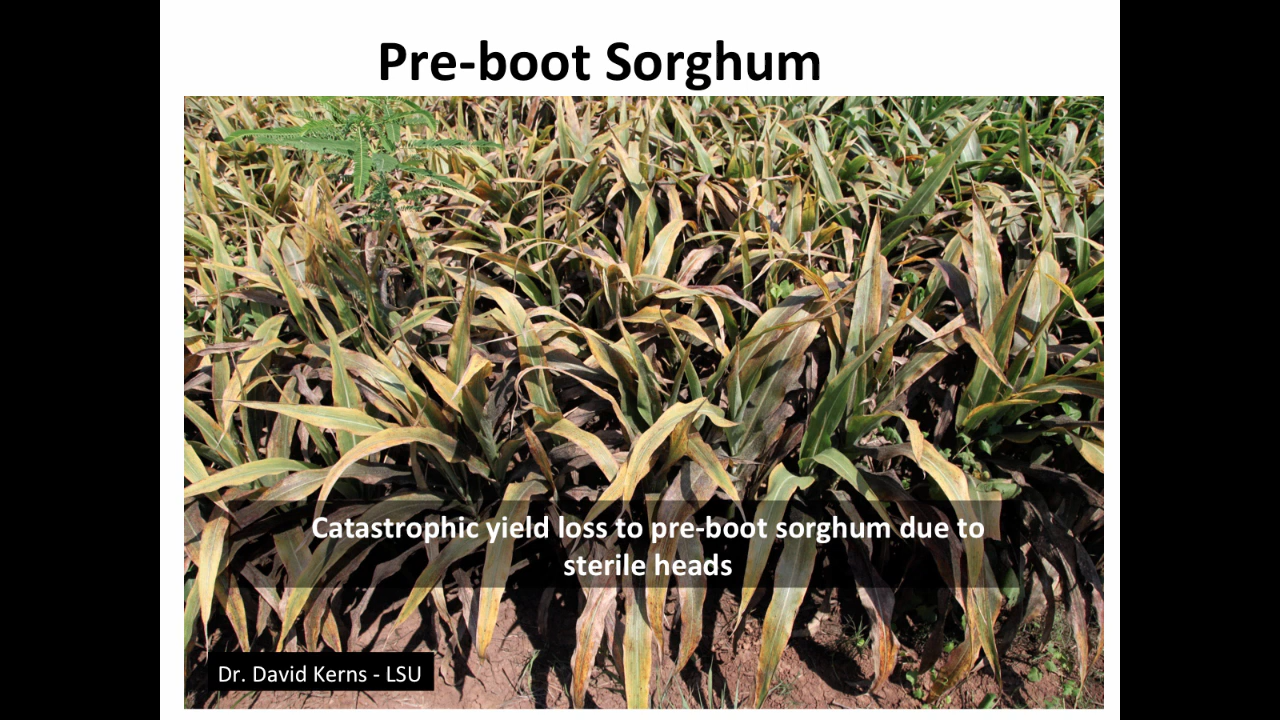 Pre-boot Sorghum
Catastrophic yield loss to pre-boot sorghum due to
sterile heads
Dr. David Kerns - LSU